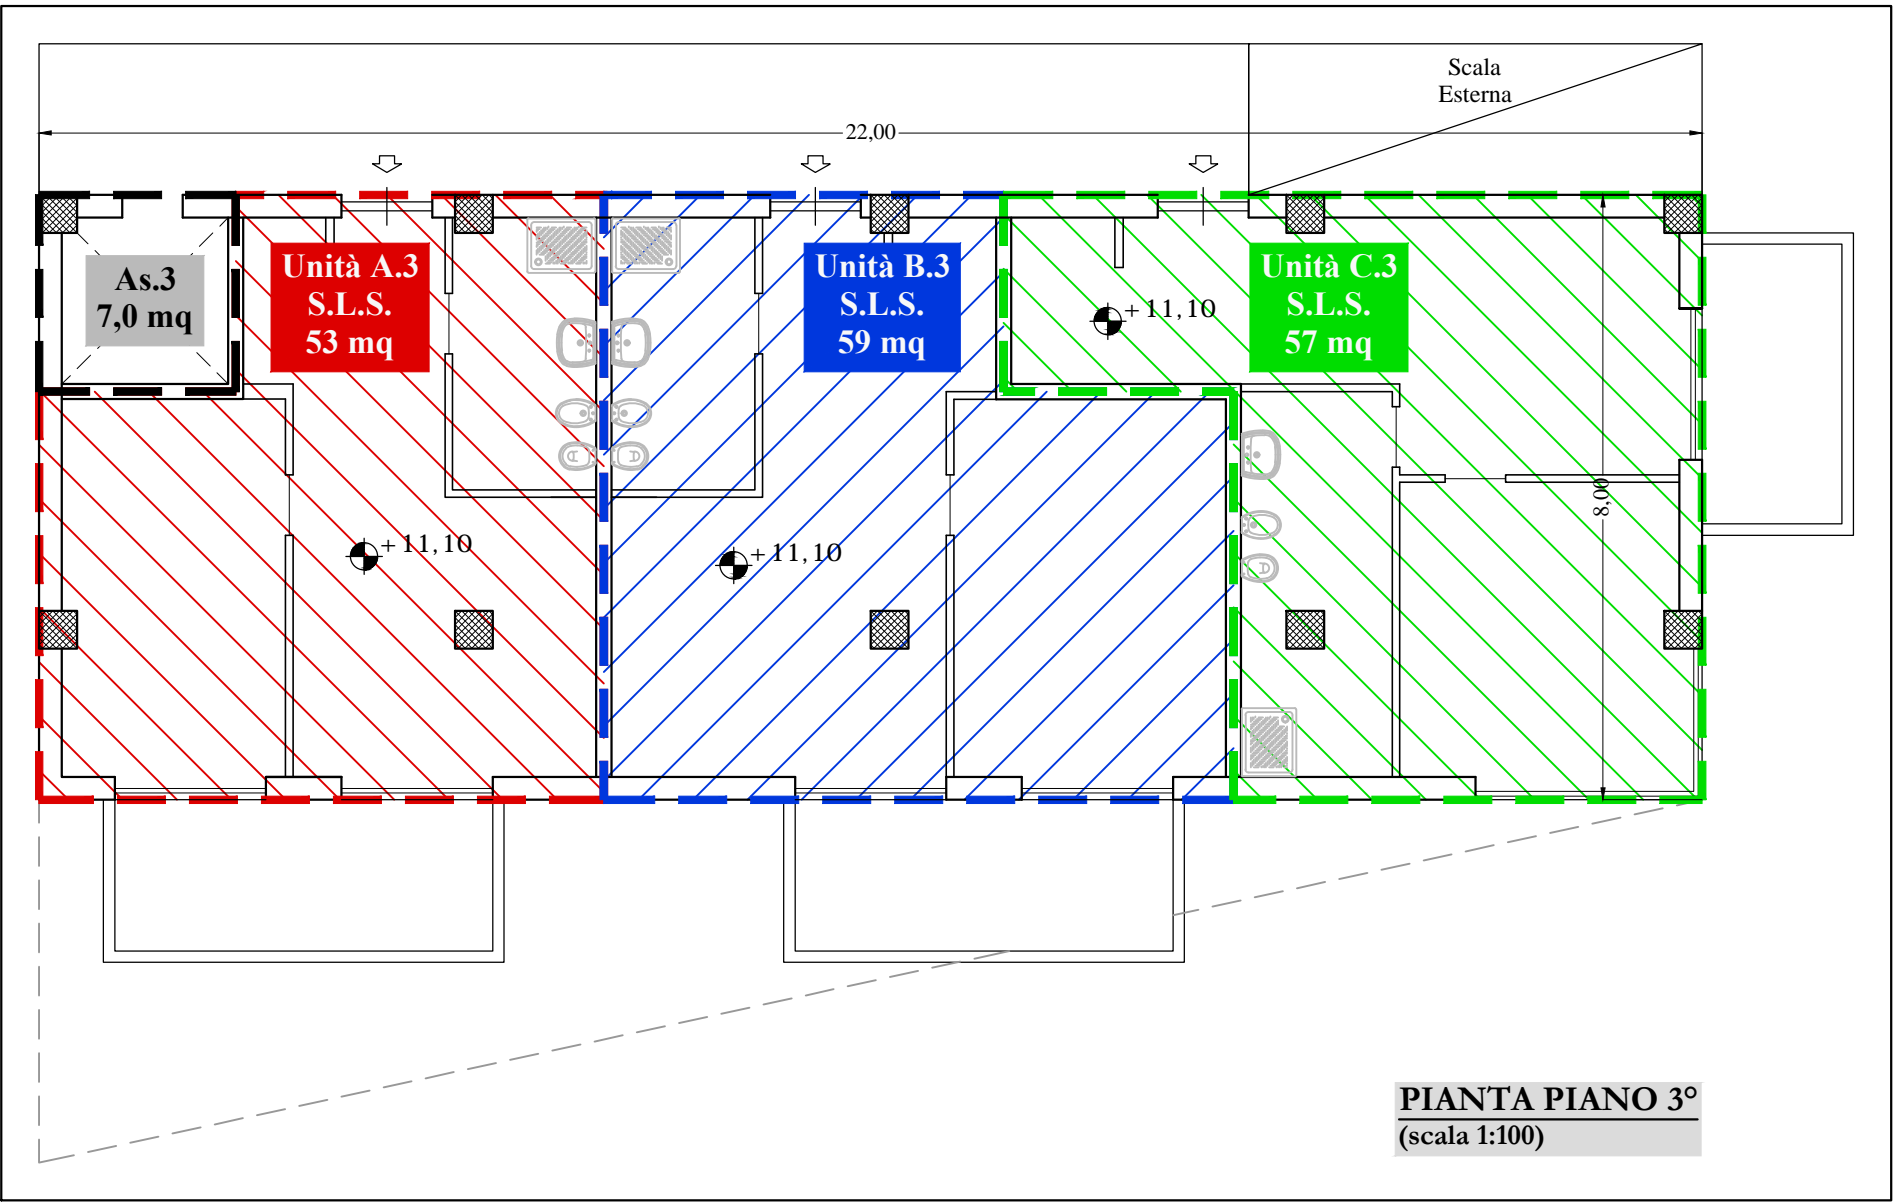 Scala
Esterna
22,00
As.3
7,0 mq
Unità A.3
S.L.S.
53 mq
Unità B.3
S.L.S.
59 mq
Unità C.3
S.L.S.
57 mq
+11,10
8,00
+11,10
+11,10
PIANTA PIANO 3°
(scala 1:100)